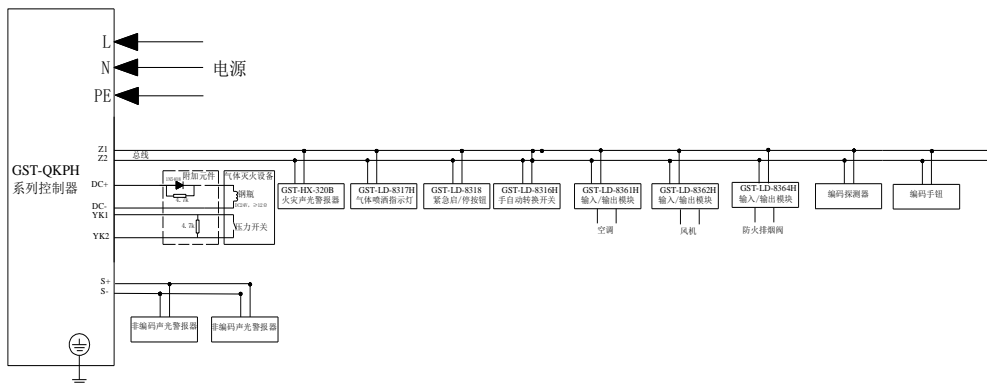 L
N
PE
电源
GST-QKPH
系列控制器
Z1
Z2
总线
DC+
DC-
YK1
YK2
附加元件
4.7k
4.7k
气体灭火设备
钢瓶
压力开关
GST-HX-320B
火灾声光警报器
GST-LD-8317H
气体喷洒指示灯
GST-LD-8318
紧急启/停按钮
GST-LD-8316H
手自动转换开关
GST-LD-8361H
输入/输出模块
空调
GST-LD-8362H
输入/输出模块
风机
GST-LD-8364H
输入/输出模块
防火排烟阀
编码探测器
编码手钮
S+
S-
非编码声光警报器
非编码声光警报器